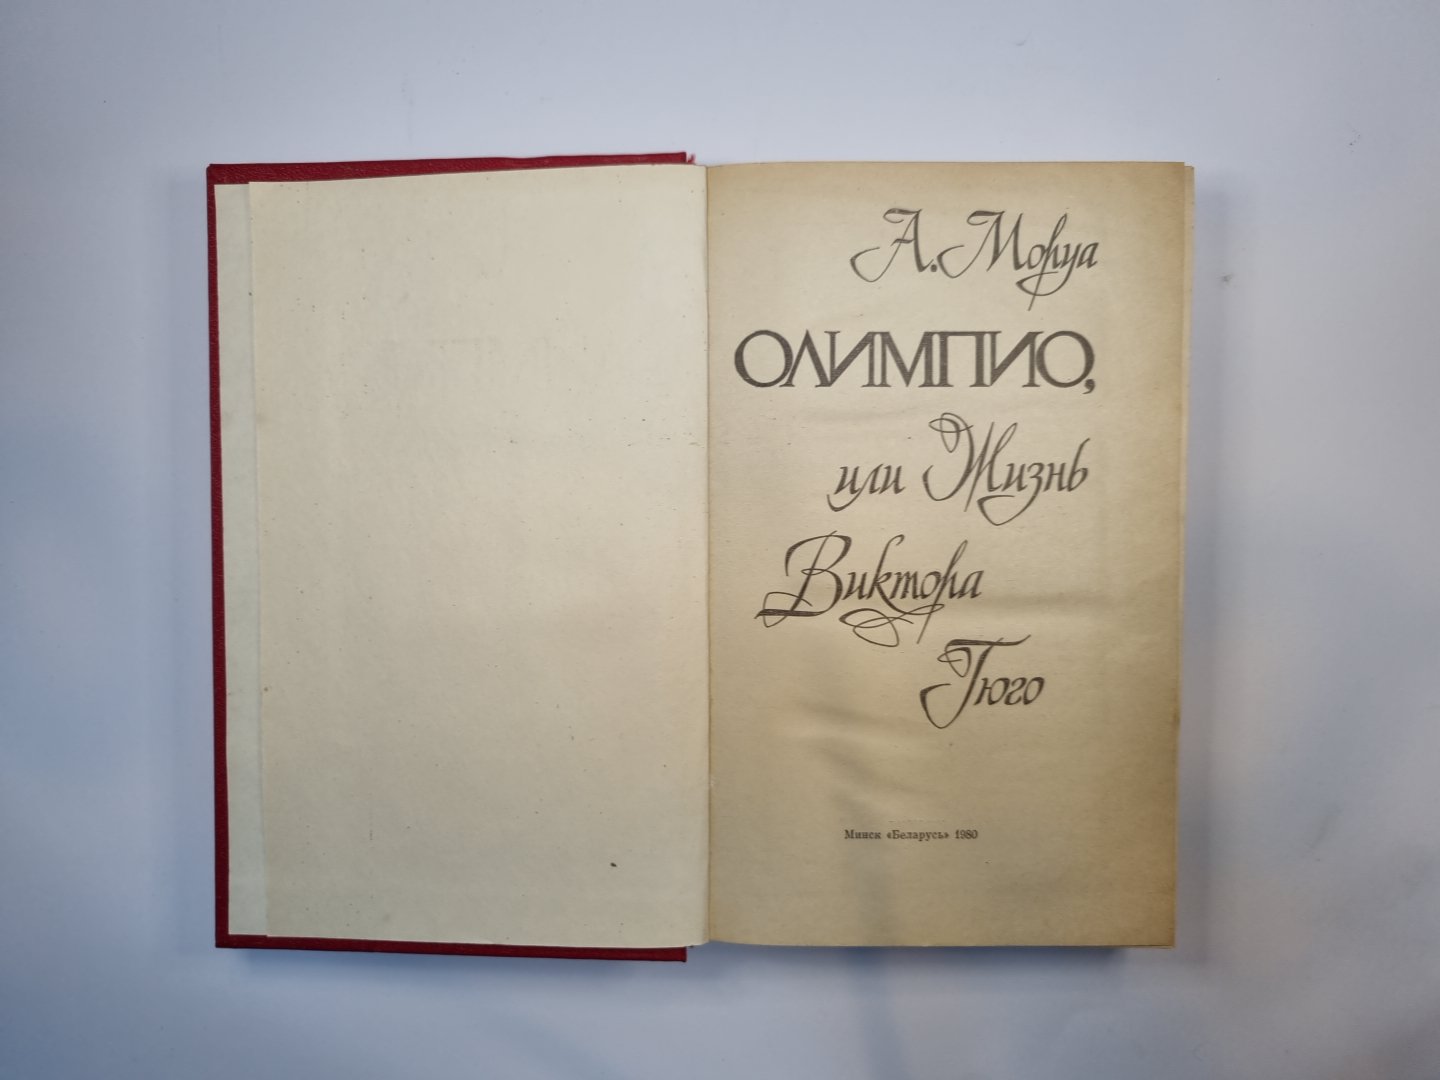 А. Моруа
ОЛИМПИО,
или Жизнь
Виктора
Гюго
Минск «Беларусь» 1980